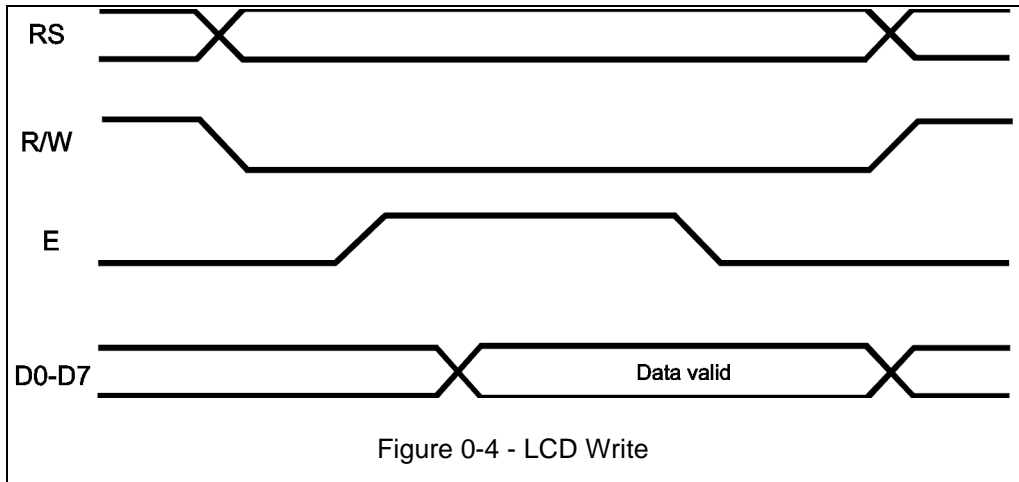 RS
R/W
E
D0-D7
Data valid
Figure 0-4 - LCD Write